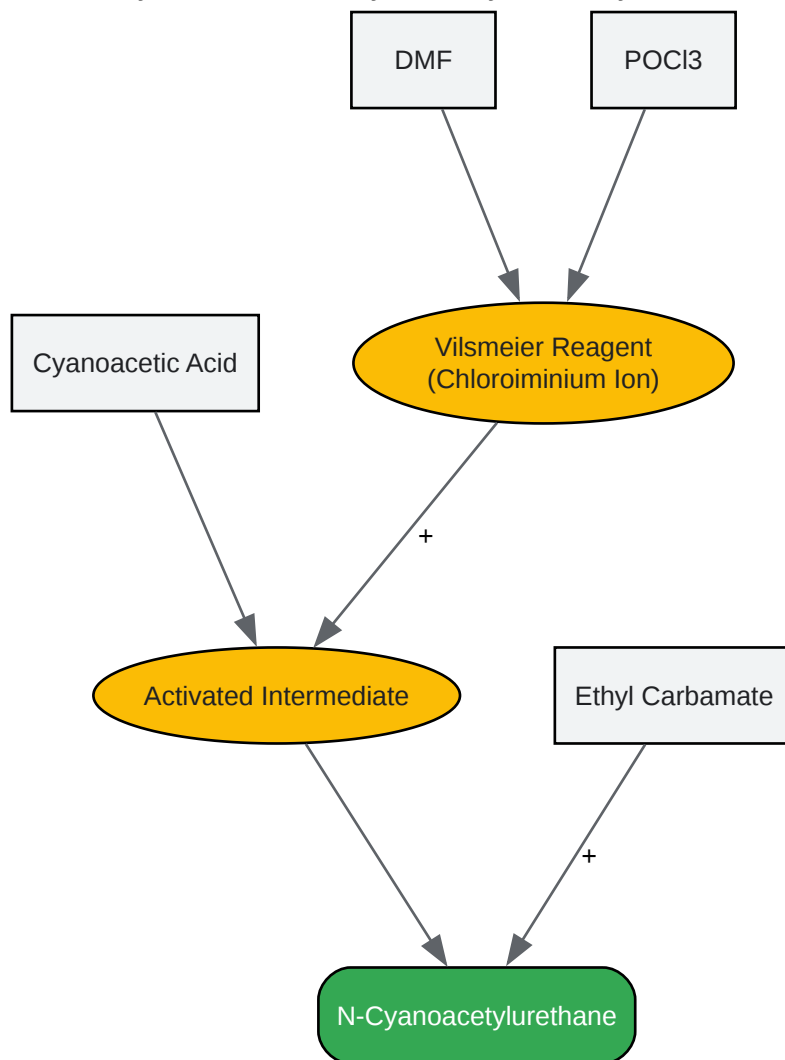 DMF
POCl3
Vilsmeier Reagent
(Chloroiminium Ion)
Cyanoacetic Acid
+
Activated Intermediate
Ethyl Carbamate
+
N-Cyanoacetylurethane